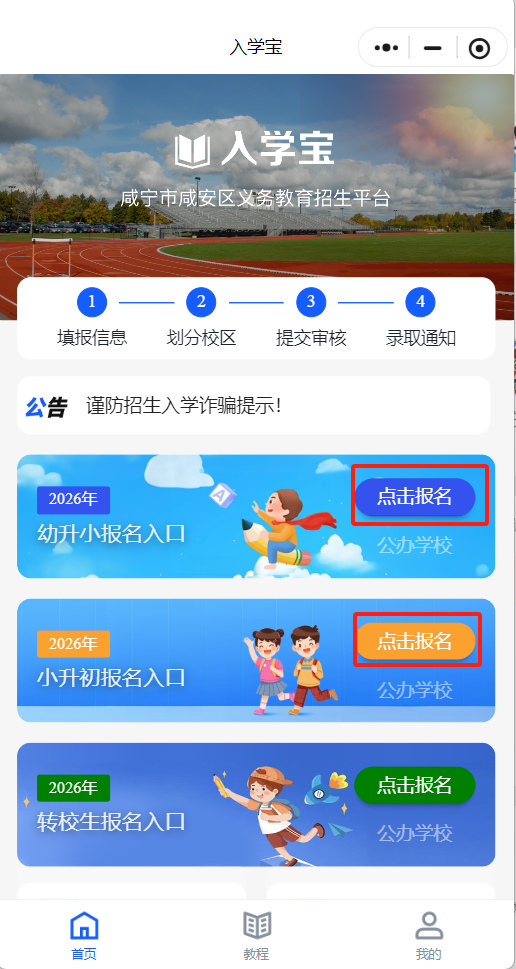 入学宝
入学宝
咸宁市咸安区义务教育招生平台
1 2 3 4
填报信息 划分校区 提交审核 录取通知
公告 谨防招生入学诈骗提示!
2026年
幼升小报名入口
点击报名
公办学校
2026年
小升初报名入口
点击报名
公办学校
2026年
转校生报名入口
点击报名
公办学校
首页 教程 我的